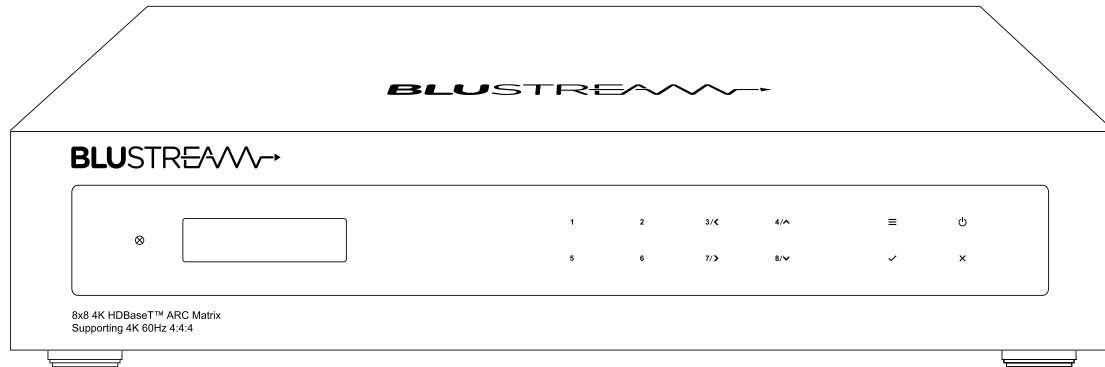 BLUSTREAM
BLUSTREAM
1 2 3/< 4/^ ≡ ⏻
5 6 7/> 8/⌄ ✓ ✕
8x8 4K HDBaseT™ ARC Matrix
Supporting 4K 60Hz 4:4:4